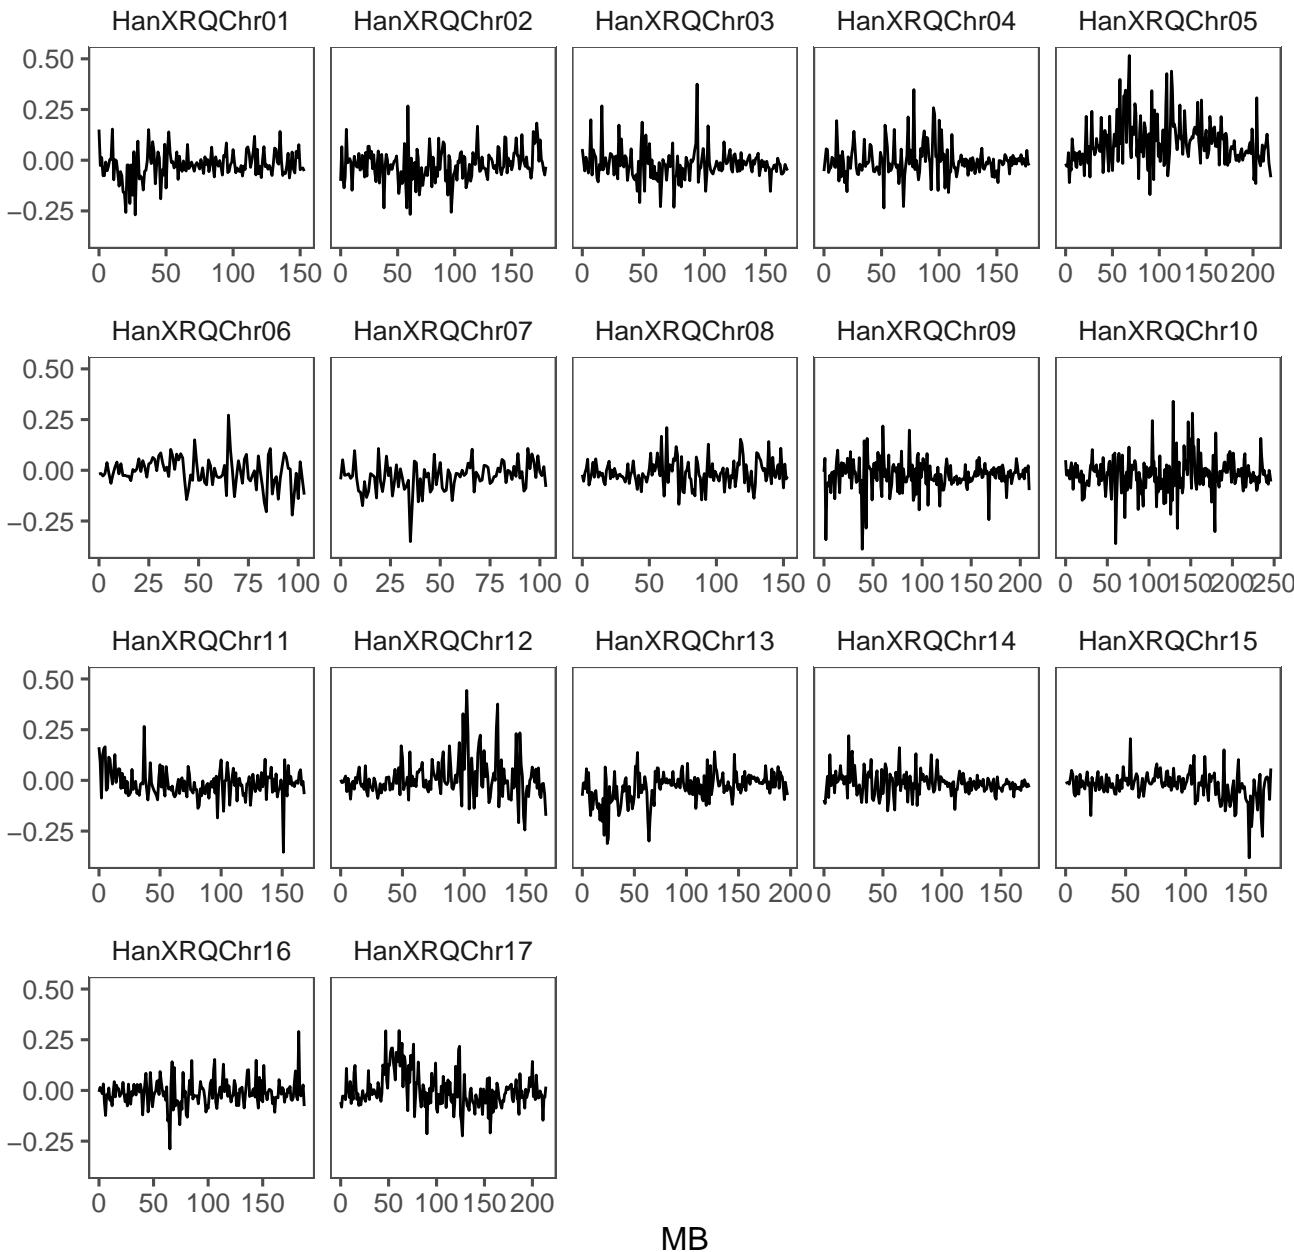 HanXRQChr01 HanXRQChr02 HanXRQChr03 HanXRQChr04 HanXRQChr05
0.50
0.25
0.00
−0.25
0 50 100 150 0 50 100 150 0 50 100 150 0 50 100 150 0 50 100 150 200
HanXRQChr06 HanXRQChr07 HanXRQChr08 HanXRQChr09 HanXRQChr10
0.50
0.25
0.00
−0.25
0 25 50 75 100 0 25 50 75 100 0 50 100 150 0 50 100 150 200 0 50 100 150 200 250
HanXRQChr11 HanXRQChr12 HanXRQChr13 HanXRQChr14 HanXRQChr15
0.50
0.25
0.00
−0.25
0 50 100 150 0 50 100 150 0 50 100 150 200 0 50 100 150 0 50 100 150
HanXRQChr16 HanXRQChr17
0.50
0.25
0.00
−0.25
0 50 100 150 0 50 100 150 200
MB